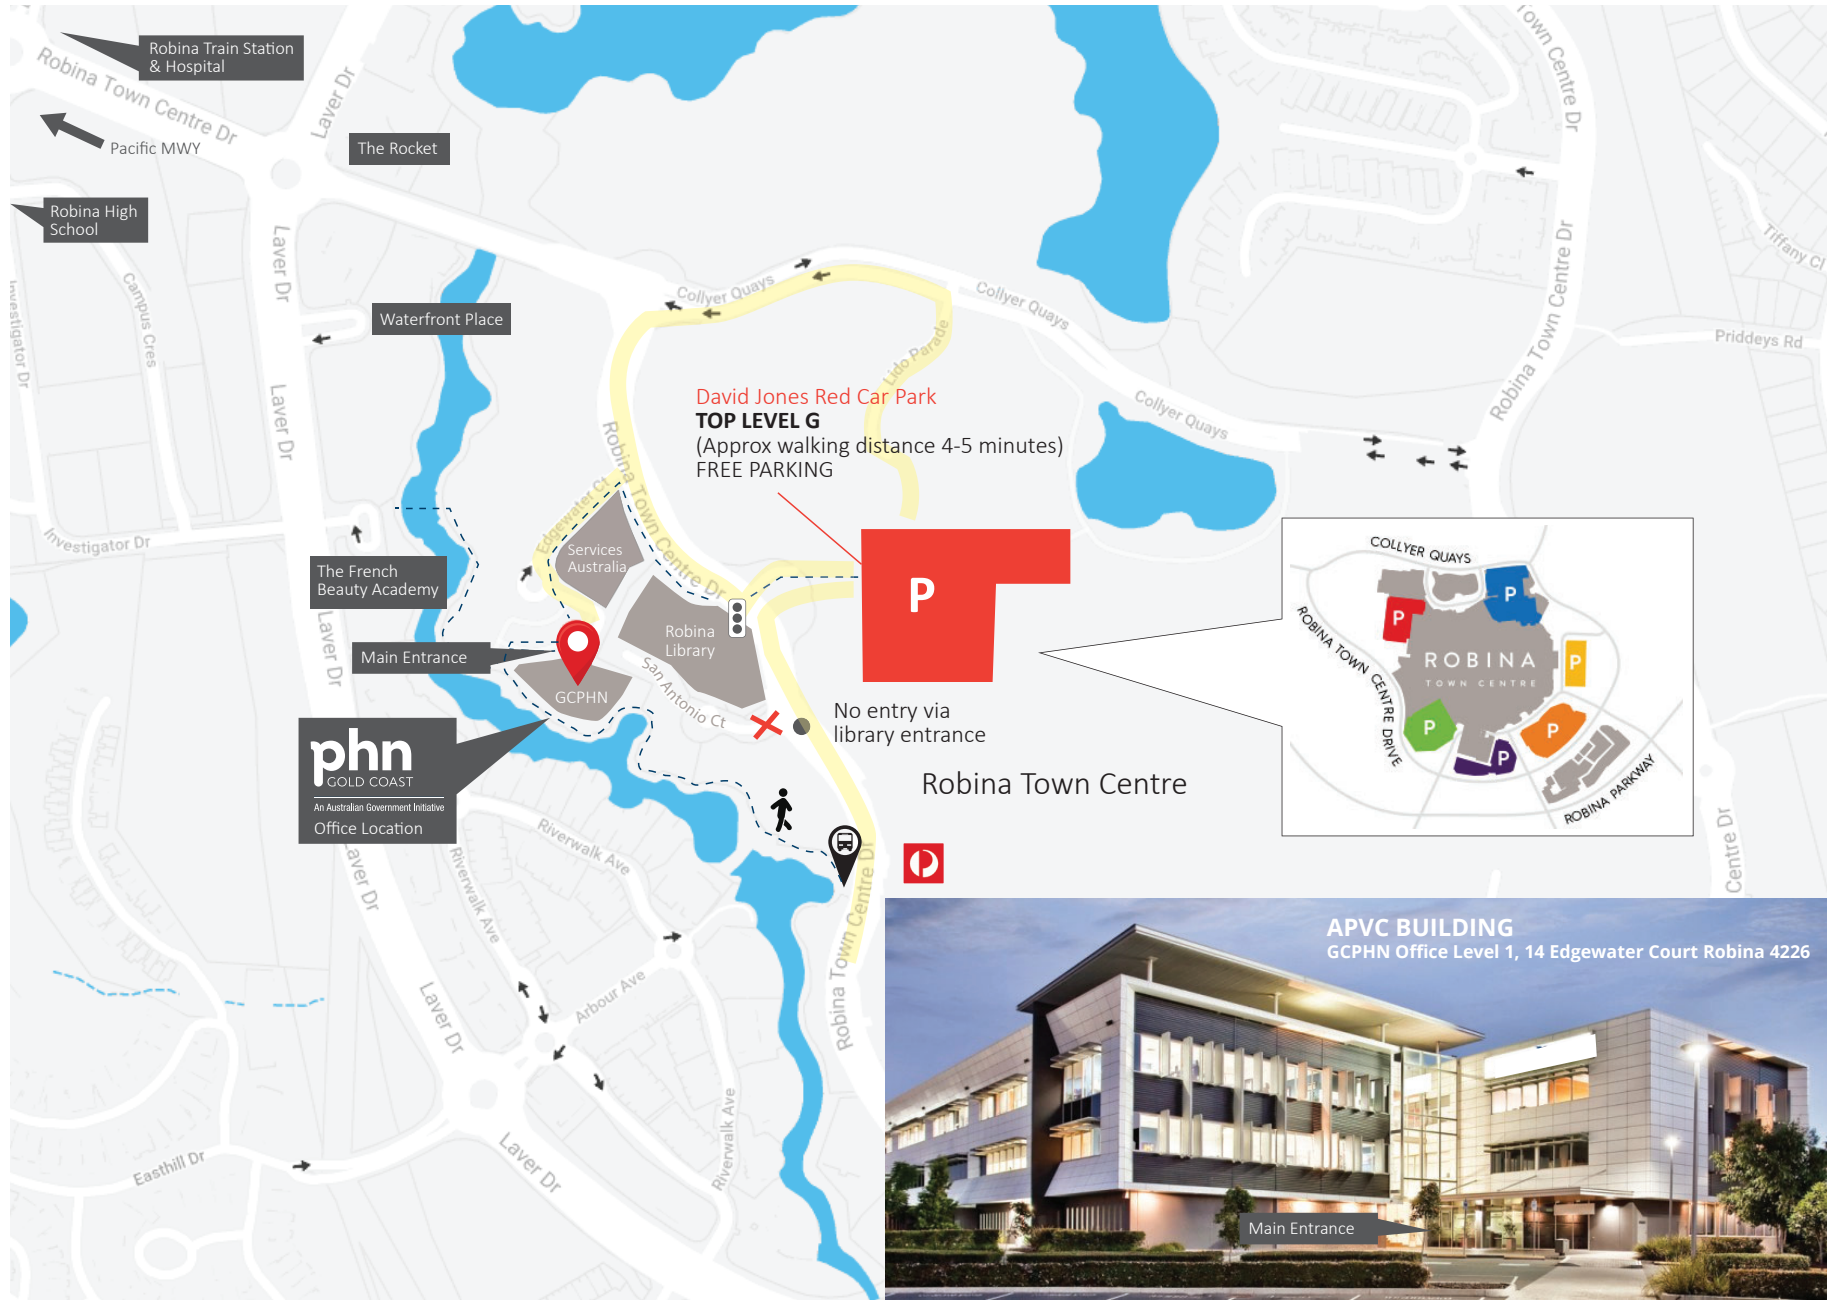 Robina Train Station
& Hospital
Robina Town Centre Dr
Laver Dr
Pacific MWY
The Rocket
Robina High
School
Laver Dr
Campus Cres
Investigator Dr
Waterfront Place
Collyer Quays
Collyer Quays
Lido Parade
Collyer Quays
Town Centre Dr
Robina Town Centre Dr
Tiffany Cl
Priddeys Rd
Laver Dr
David Jones Red Car Park
TOP LEVEL G
(Approx walking distance 4-5 minutes)
FREE PARKING
Robina Town Centre Dr
Edgewater Ct
Investigator Dr
Services
Australia
The French
Beauty Academy
Laver Dr
P
Main Entrance
Robina
Library
GCPHN
San Antonio Ct
No entry via
library entrance
Robina Town Centre
phn
GOLD COAST
An Australian Government Initiative
Office Location
COLLYER QUAYS
ROBINA TOWN CENTRE DRIVE
P
P
ROBINA
TOWN CENTRE
P
P
P
P
ROBINA PARKWAY
Centre Dr
Laver Dr
Riverwalk Ave
Riverwalk Ave
Robina Town Centre Dr
Arbour Ave
Laver Dr
Riverwalk Ave
Easthill Dr
Laver Dr
APVC BUILDING
GCPHN Office Level 1, 14 Edgewater Court Robina 4226
Main Entrance